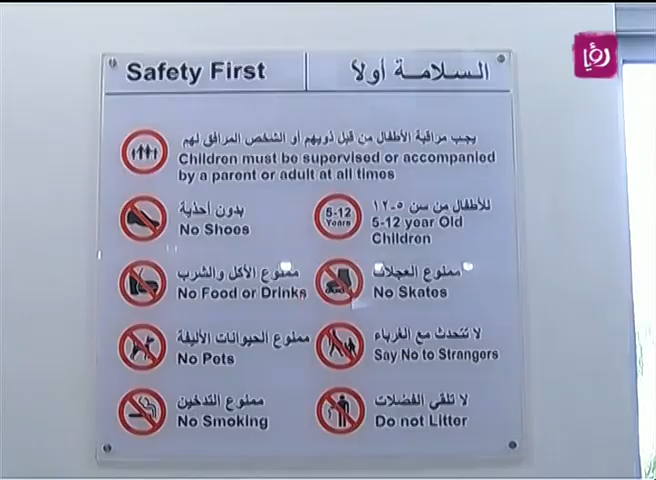 رؤيا
Safety First
السلامة أولاً
يجب مراقبة الأطفال من قبل ذويهم أو الشخص المرافق لهم
Children must be supervised or accompanied
by a parent or adult at all times
بدون أحذية
No Shoes
5-12
Years
للأطفال من سن ٥-١٢
5-12 year Old
Children
ممنوع الأكل والشرب
No Food or Drinks
ممنوع العجلات
No Skates
ممنوع الحيوانات الأليفة
No Pets
لا تتحدث مع الغرباء
Say No to Strangers
ممنوع التدخين
No Smoking
لا تلقي الفضلات
Do not Litter